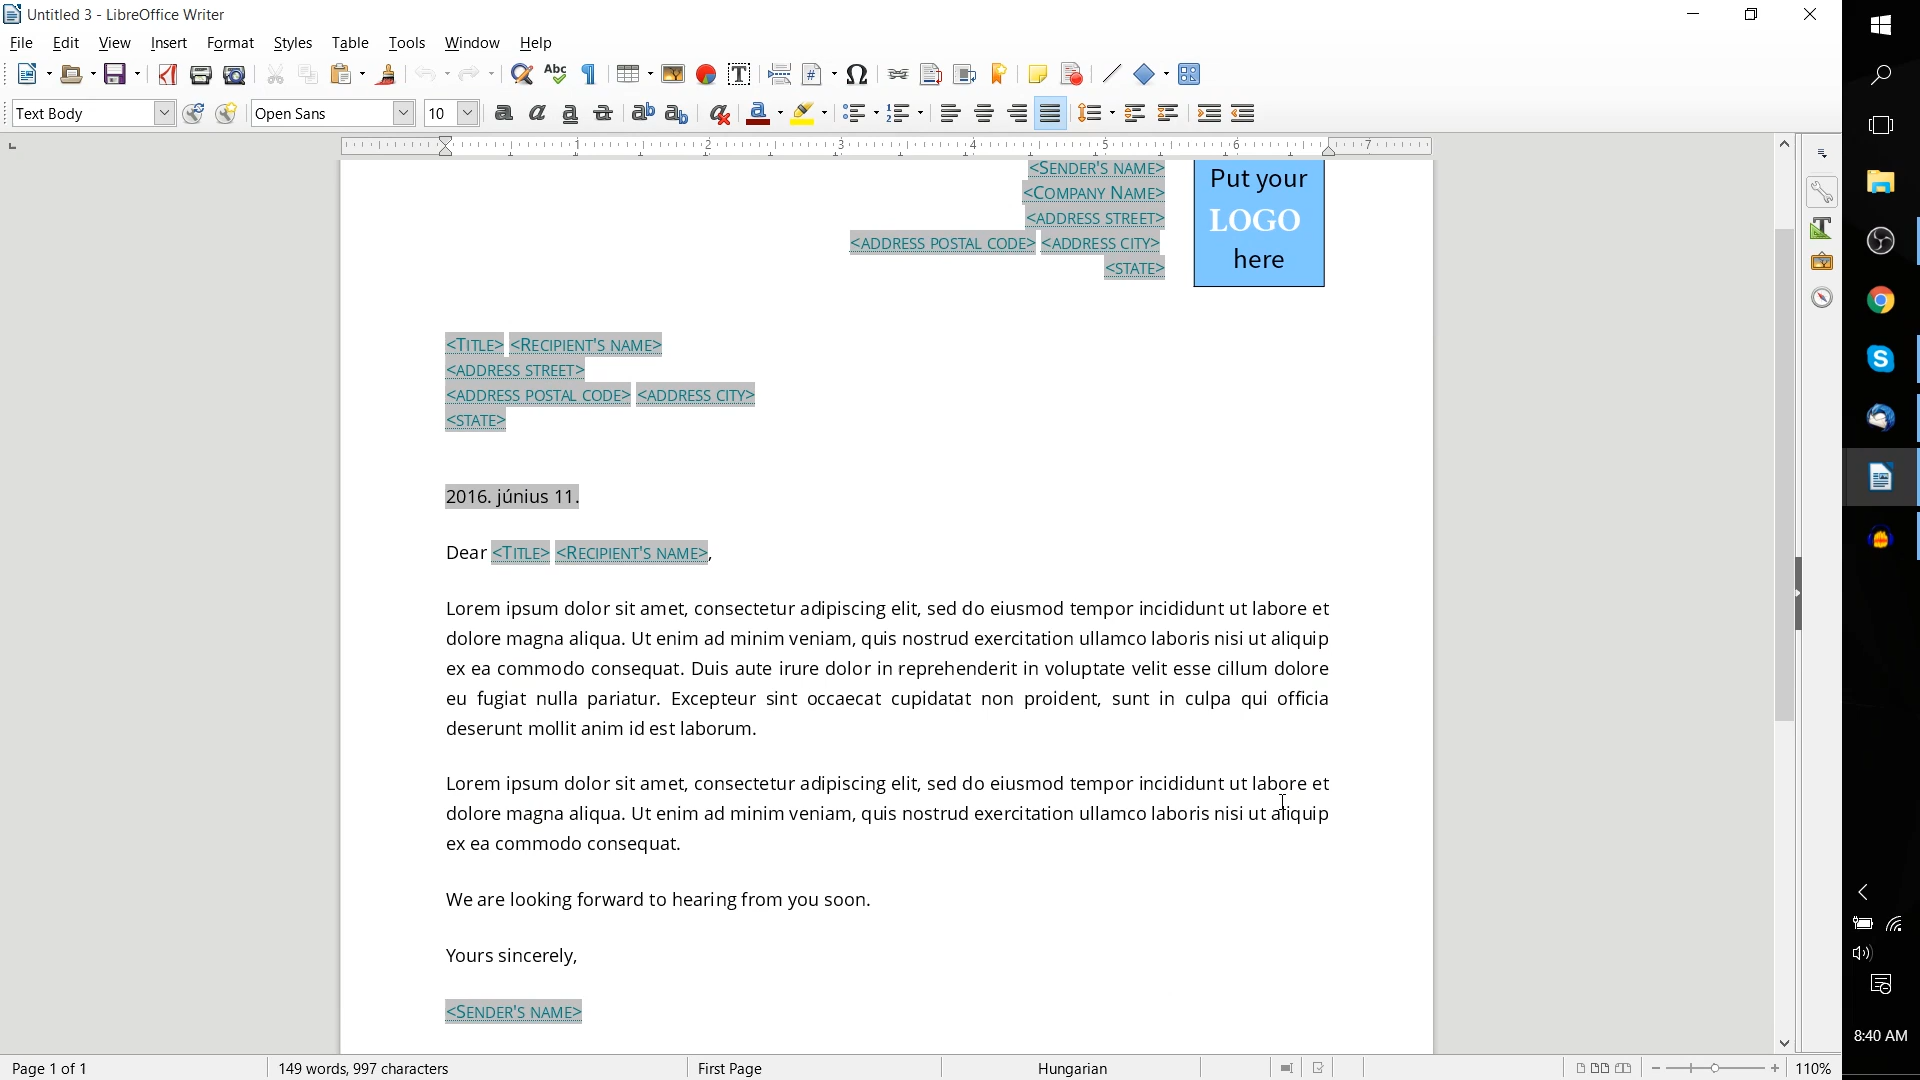 Untitled 3 - LibreOffice Writer
File Edit View Insert Format Styles Table Tools Window Help
Text Body Open Sans 10
1 2 3 4 5 6 7
<SENDER'S NAME>
<COMPANY NAME>
<ADDRESS STREET>
<ADDRESS POSTAL CODE> <ADDRESS CITY>
<STATE>
Put your
LOGO
here
<TITLE> <RECIPIENT'S NAME>
<ADDRESS STREET>
<ADDRESS POSTAL CODE> <ADDRESS CITY>
<STATE>
2016. június 11.
Dear <TITLE> <RECIPIENT'S NAME>,
Lorem ipsum dolor sit amet, consectetur adipiscing elit, sed do eiusmod tempor incididunt ut labore et
dolore magna aliqua. Ut enim ad minim veniam, quis nostrud exercitation ullamco laboris nisi ut aliquip
ex ea commodo consequat. Duis aute irure dolor in reprehenderit in voluptate velit esse cillum dolore
eu fugiat nulla pariatur. Excepteur sint occaecat cupidatat non proident, sunt in culpa qui officia
deserunt mollit anim id est laborum.
Lorem ipsum dolor sit amet, consectetur adipiscing elit, sed do eiusmod tempor incididunt ut labore et
dolore magna aliqua. Ut enim ad minim veniam, quis nostrud exercitation ullamco laboris nisi ut aliquip
ex ea commodo consequat.
We are looking forward to hearing from you soon.
Yours sincerely,
<SENDER'S NAME>
Page 1 of 1 149 words, 997 characters First Page Hungarian 110%
8:40 AM